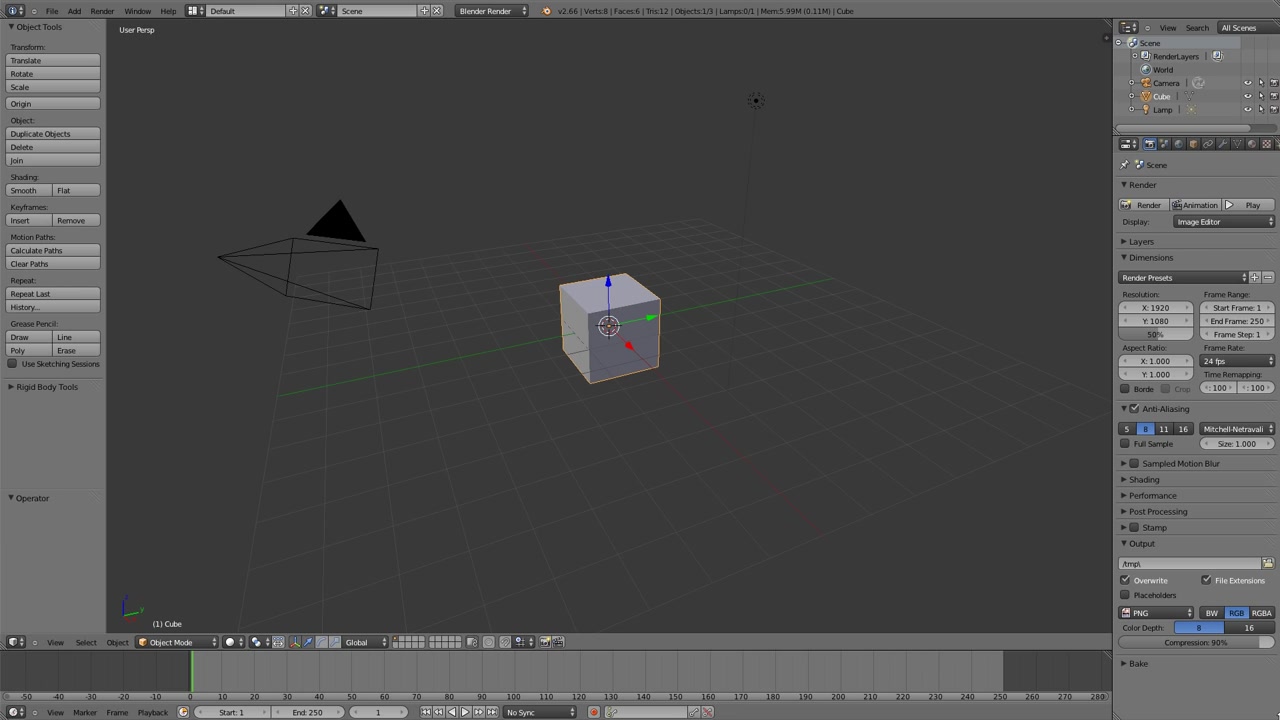 File Add Render Window Help Default Scene Blender Render v2.66 | Verts:8 | Faces:6 | Tris:12 | Objects:1/3 | Lamps:0/1 | Mem:5.99M (0.11M) | Cube
Object Tools
Transform:
Translate
Rotate
Scale
Origin
Object:
Duplicate Objects
Delete
Join
Shading:
Smooth Flat
Keyframes:
Insert Remove
Motion Paths:
Calculate Paths
Clear Paths
Repeat:
Repeat Last
History...
Grease Pencil:
Draw Line
Poly Erase
Use Sketching Sessions
Rigid Body Tools
Operator
User Persp
z
y
(1) Cube
View Select Object Object Mode Global
-50 -40 -30 -20 -10 0 10 20 30 40 50 60 70 80 90 100 110 120 130 140 150 160 170 180 190 200 210 220 230 240 250 260 270 280
View Marker Frame Playback Start: 1 End: 250 1 No Sync
View Search All Scenes
Scene
RenderLayers |
World
Camera |
Cube |
Lamp |
Scene
Render
Render Animation Play
Display: Image Editor
Layers
Dimensions
Render Presets
Resolution: Frame Range:
X: 1920 Start Frame: 1
Y: 1080 End Frame: 250
50% Frame Step: 1
Aspect Ratio: Frame Rate:
X: 1.000 24 fps
Y: 1.000 Time Remapping:
Borde Crop : 100 : 100
Anti-Aliasing
5 8 11 16 Mitchell-Netravali
Full Sample Size: 1.000
Sampled Motion Blur
Shading
Performance
Post Processing
Stamp
Output
/tmp\
Overwrite File Extensions
Placeholders
PNG BW RGB RGBA
Color Depth: 8 16
Compression: 90%
Bake